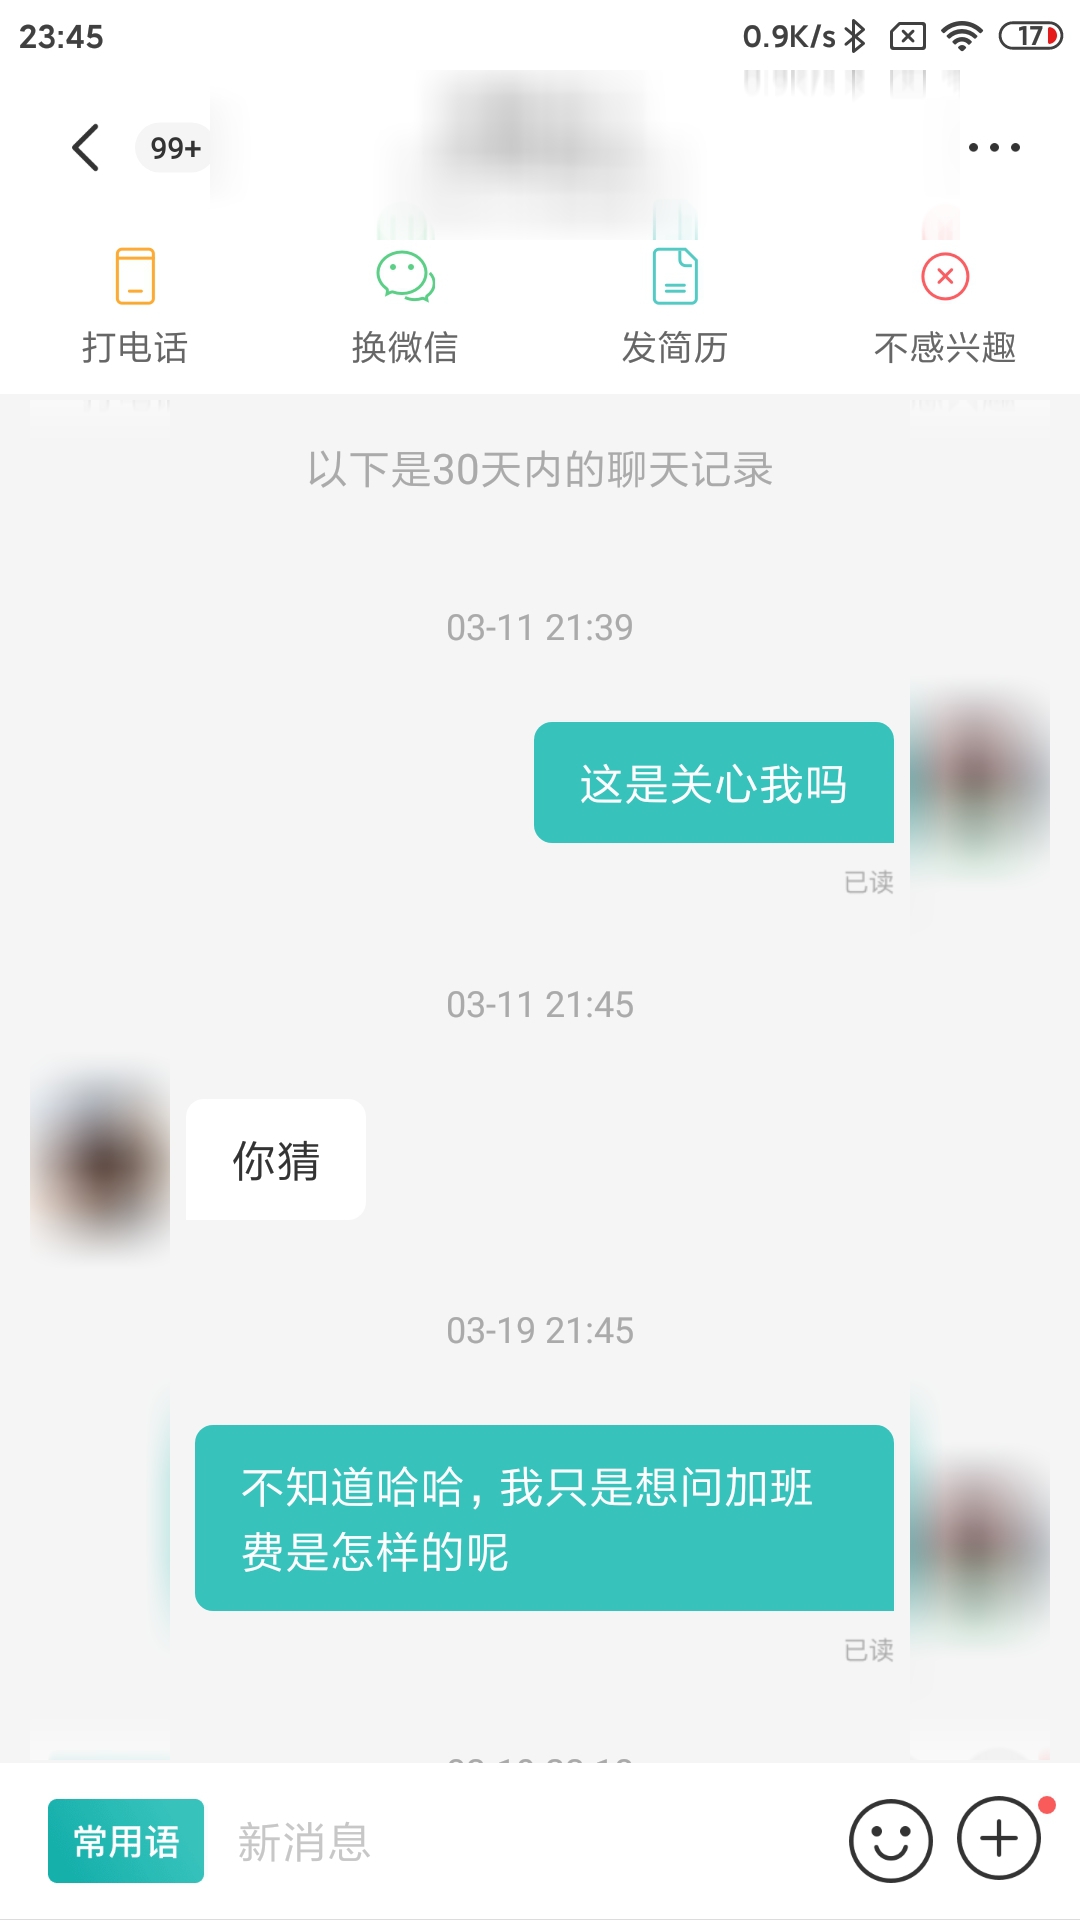 23:45
0.9K/s
17
99+
打电话
换微信
发简历
不感兴趣
以下是30天内的聊天记录
03-11 21:39
这是关心我吗
已读
03-11 21:45
你猜
03-19 21:45
不知道哈哈，我只是想问加班
费是怎样的呢
已读
常用语
新消息